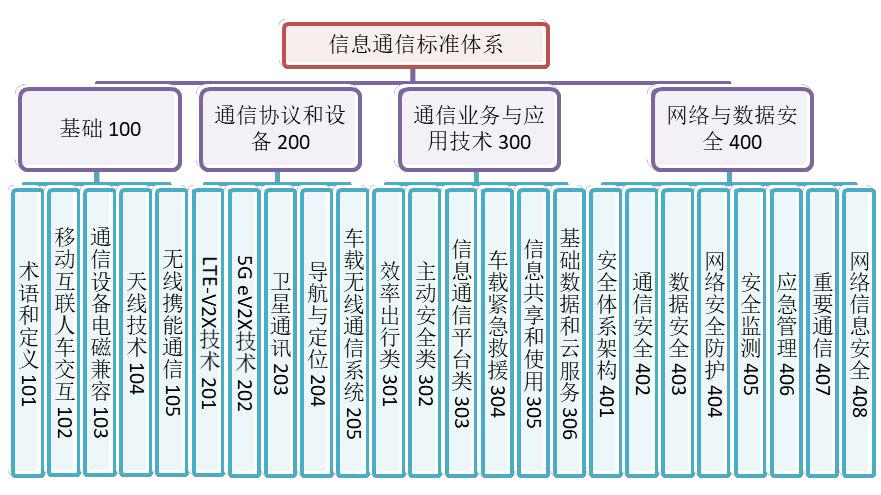 信息通信标准体系
基础 100
通信协议和设
备 200
通信业务与应
用技术 300
网络与数据安
全 400
术语和定义 101
移动互联人车交互 102
通信设备电磁兼容 103
天线技术 104
无线携能通信 105
LTE-V2X技术 201
5G eV2X技术 202
卫星通讯 203
导航与定位 204
车载无线通信系统 205
效率出行类 301
主动安全类 302
信息通信平台类 303
车载紧急救援 304
信息共享和使用 305
基础数据和云服务 306
安全体系架构 401
通信安全 402
数据安全 403
网络安全防护 404
安全监测 405
应急管理 406
重要通信 407
网络信息安全 408